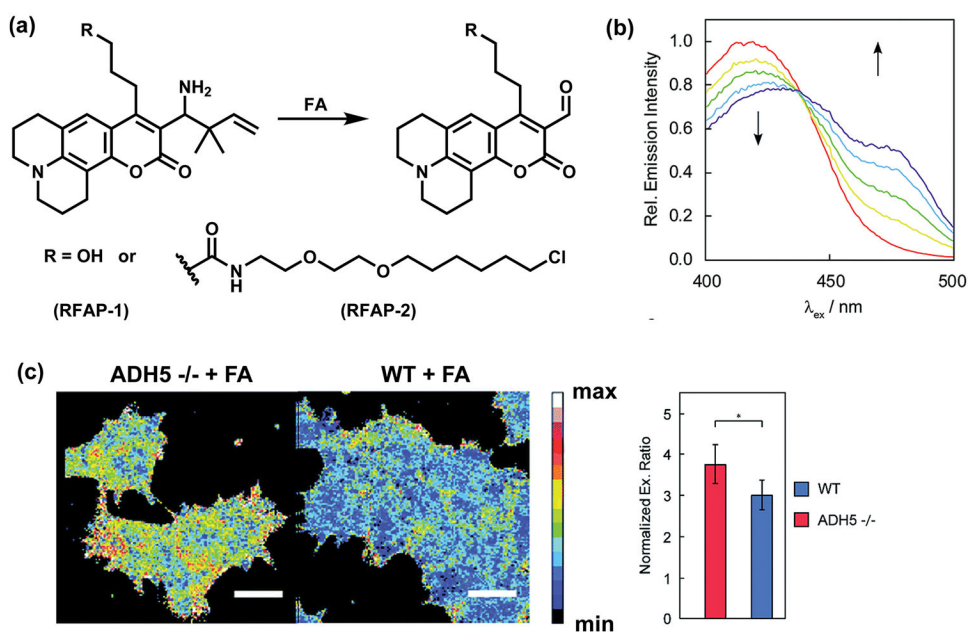 (a)
R
NH2
N
O
O
FA
R
O
N
O
O
R = OH or
O
N
H
O
O
Cl
(RFAP-1)
(RFAP-2)
(b)
Rel. Emission Intensity
1.0
0.8
0.6
0.4
0.2
0.0
400
450
500
λex / nm
(c)
ADH5 -/- + FA
WT + FA
max
min
Normalized Ex. Ratio
5
4
3
2
1
0
*
WT
ADH5 -/-